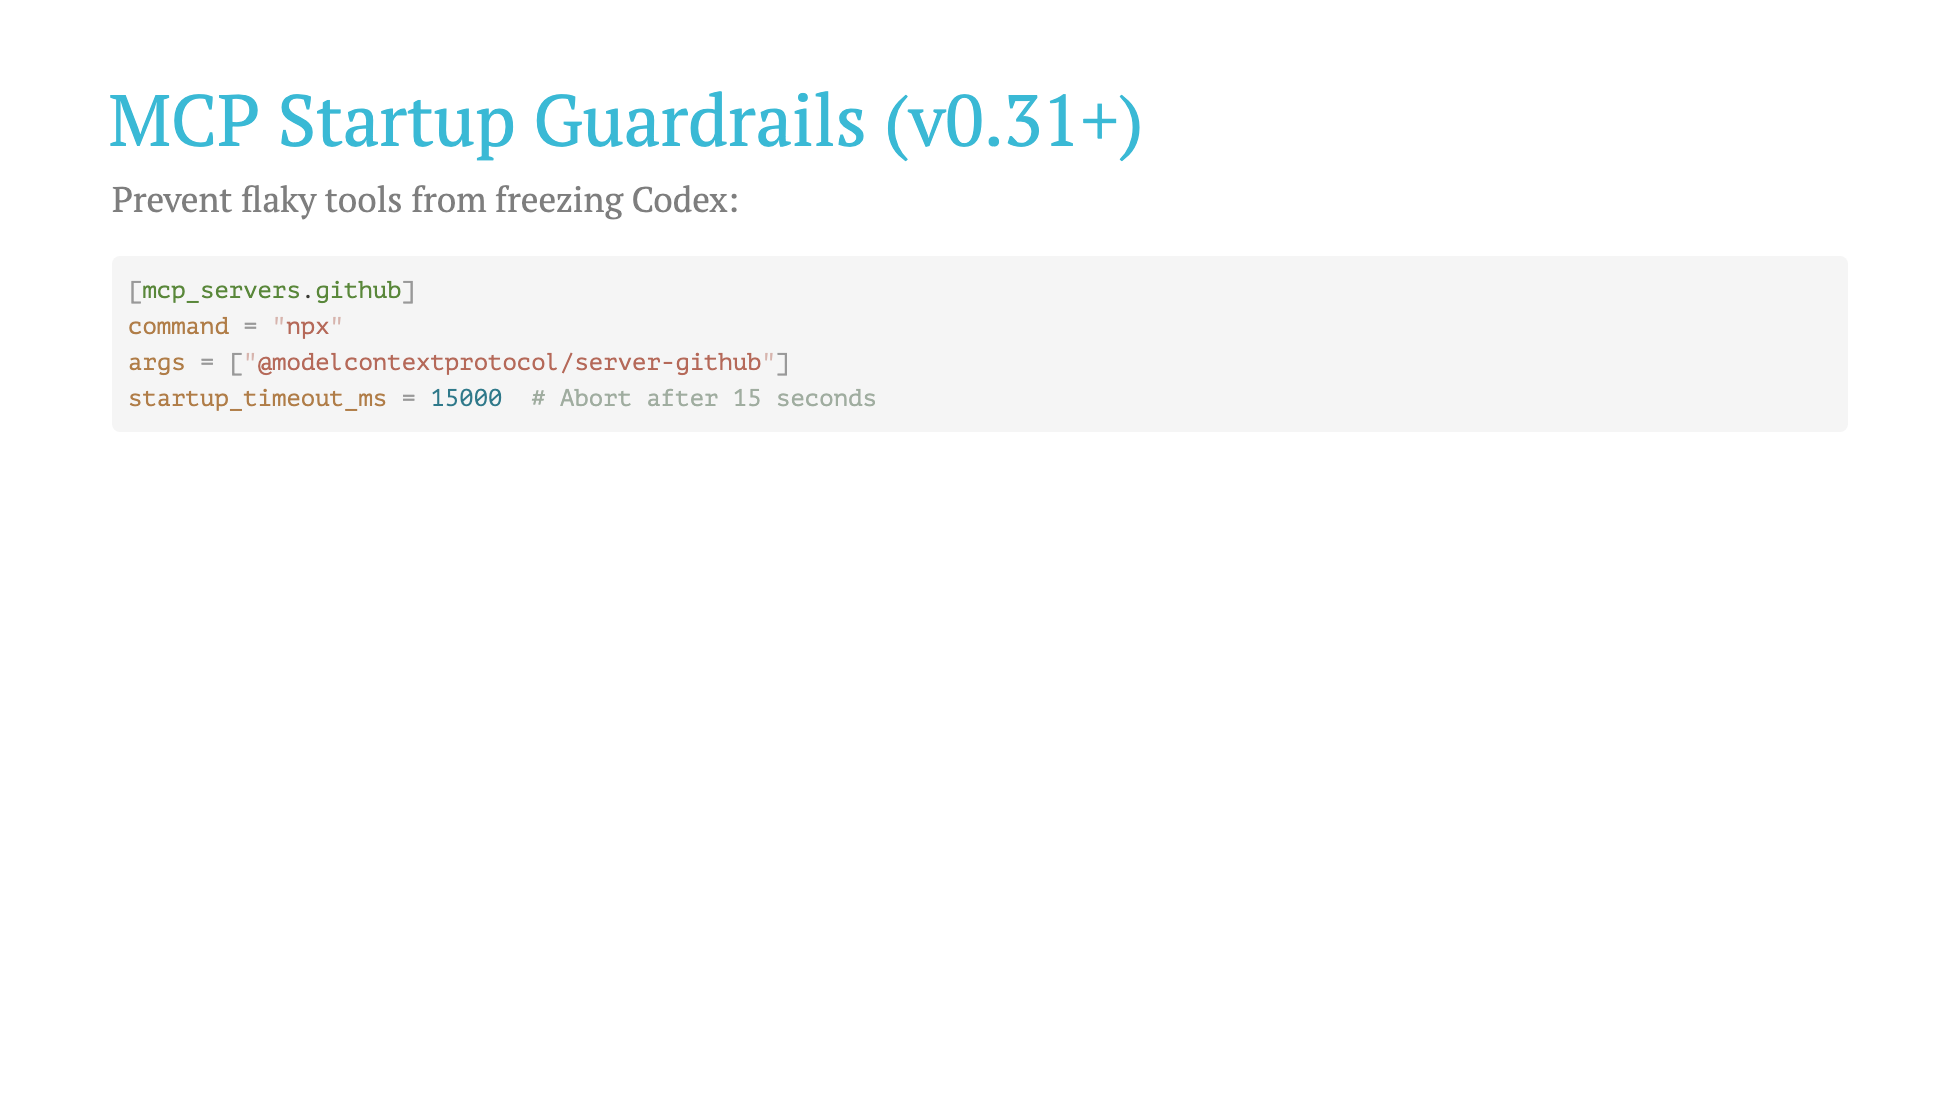 MCP Startup Guardrails (v0.31+)
Prevent flaky tools from freezing Codex:
[mcp_servers.github]
command = "npx"
args = ["@modelcontextprotocol/server-github"]
startup_timeout_ms = 15000  # Abort after 15 seconds